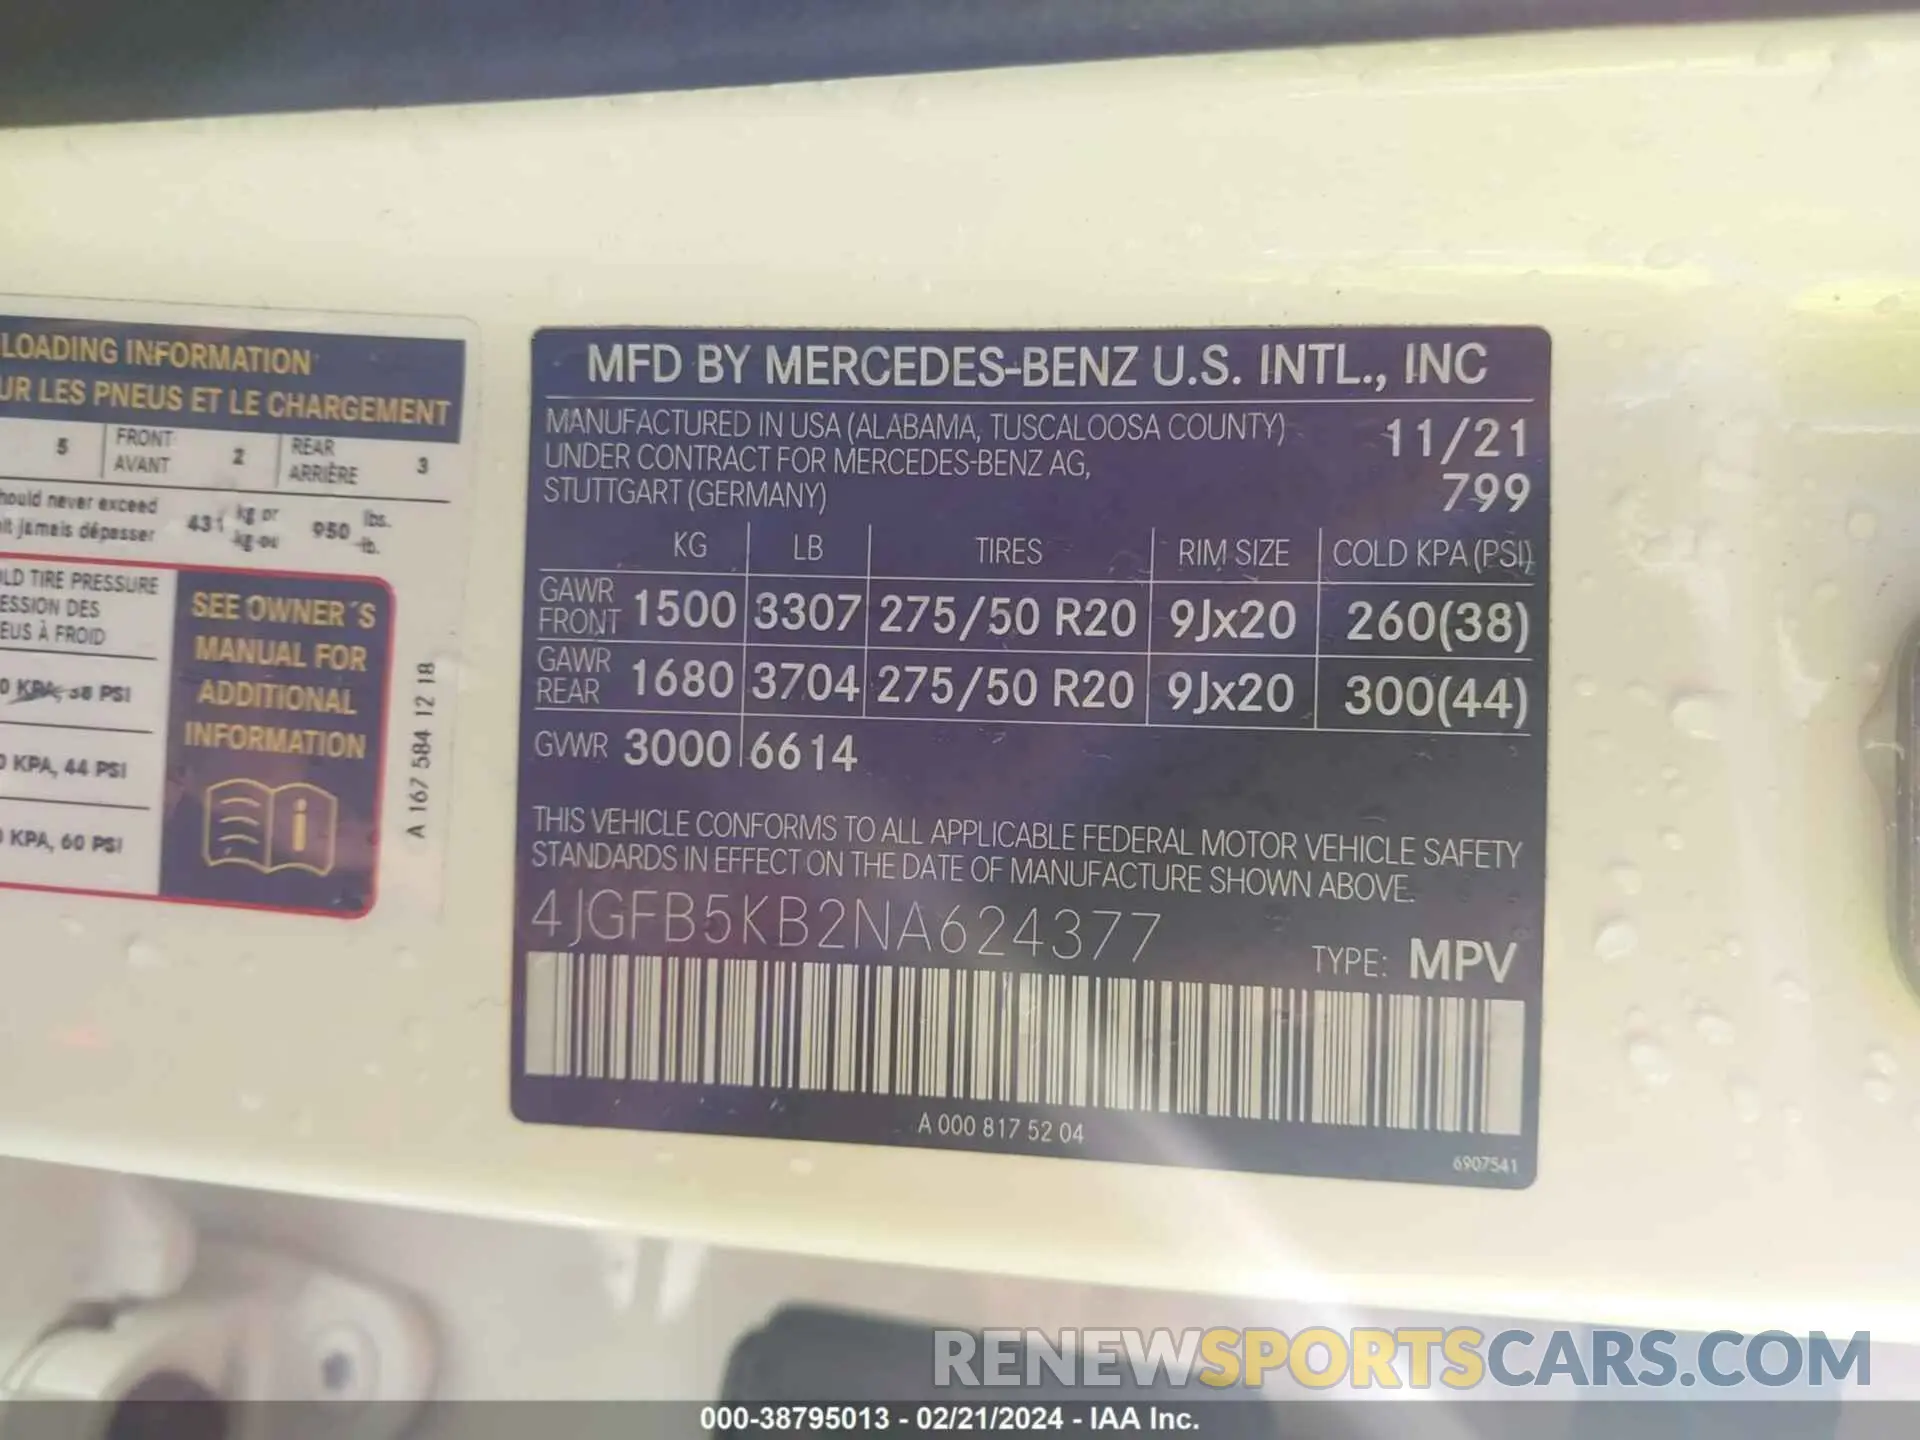 LOADING INFORMATION
UR LES PNEUS ET LE CHARGEMENT
5 FRONT AVANT 2 REAR ARRIÈRE 3
hould never exceed 431 kg or 950 lbs.
it jamais dépasser kg ou lb.
LD TIRE PRESSURE
ESSION DES
EUS À FROID
0 KPA, 38 PSI
0 KPA, 44 PSI
0 KPA, 60 PSI
SEE OWNER´S
MANUAL FOR
ADDITIONAL
INFORMATION
A 167 584 12 18
MFD BY MERCEDES-BENZ U.S. INTL., INC
MANUFACTURED IN USA (ALABAMA, TUSCALOOSA COUNTY) 11/21
UNDER CONTRACT FOR MERCEDES-BENZ AG,
STUTTGART (GERMANY) 799
KG LB TIRES RIM SIZE COLD KPA (PSI)
GAWR FRONT 1500 3307 275/50 R20 9Jx20 260(38)
GAWR REAR 1680 3704 275/50 R20 9Jx20 300(44)
GVWR 3000 6614
THIS VEHICLE CONFORMS TO ALL APPLICABLE FEDERAL MOTOR VEHICLE SAFETY
STANDARDS IN EFFECT ON THE DATE OF MANUFACTURE SHOWN ABOVE.
4JGFB5KB2NA624377
TYPE: MPV
A 000 817 52 04
6907541
RENEWSPORTSCARS.COM
000-38795013 - 02/21/2024 - IAA Inc.